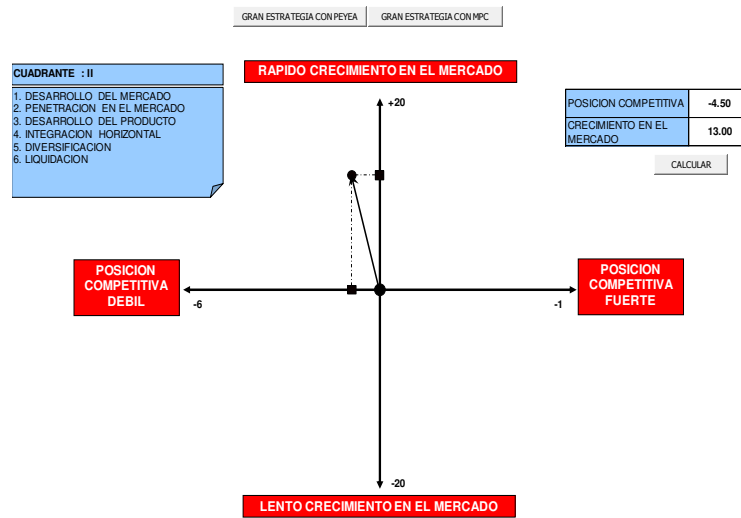 GRAN ESTRATEGIA CON PEYEA
GRAN ESTRATEGIA CON MPC
CUADRANTE : II
1. DESARROLLO DEL MERCADO
2. PENETRACION EN EL MERCADO
3. DESARROLLO DEL PRODUCTO
4. INTEGRACION HORIZONTAL
5. DIVERSIFICACION
6. LIQUIDACION
RAPIDO CRECIMIENTO EN EL MERCADO
+20
POSICION COMPETITIVA
-4.50
CRECIMIENTO EN EL
MERCADO
13.00
CALCULAR
POSICION
COMPETITIVA
DEBIL
-6
-1
POSICION
COMPETITIVA
FUERTE
-20
LENTO CRECIMIENTO EN EL MERCADO